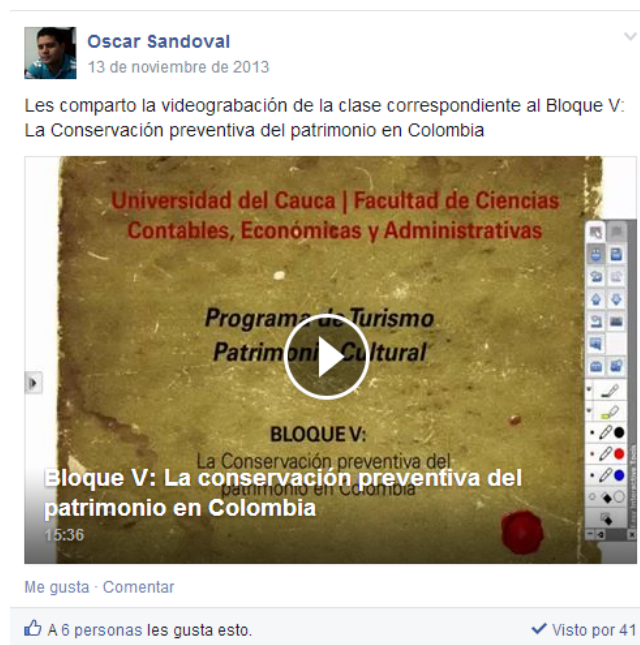 Oscar Sandoval
13 de noviembre de 2013
Les comparto la videograbación de la clase correspondiente al Bloque V:
La Conservación preventiva del patrimonio en Colombia
Universidad del Cauca | Facultad de Ciencias
Contables, Económicas y Administrativas
Programa de Turismo
Patrimonio Cultural
BLOQUE V:
La Conservación preventiva del
patrimonio en Colombia
Bloque V: La conservación preventiva del
patrimonio en Colombia
15:36
Me gusta · Comentar
A 6 personas les gusta esto.
Visto por 41